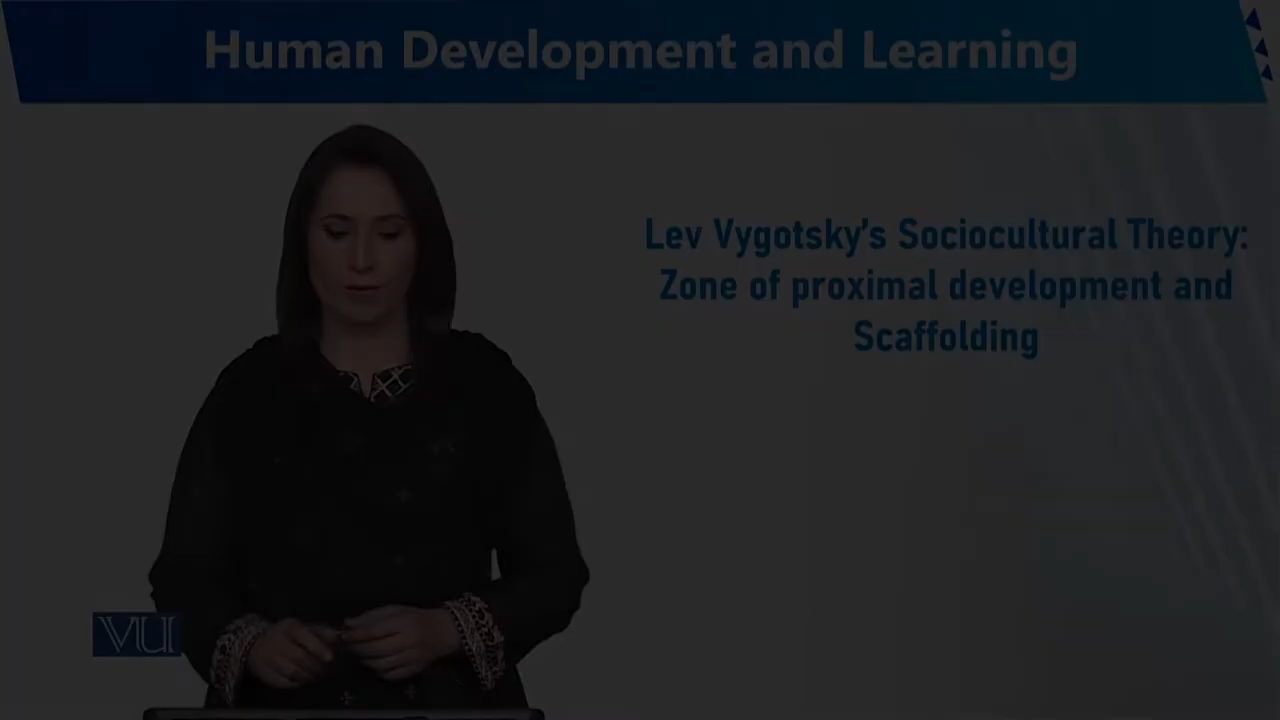 Human Development and Learning
Lev Vygotsky's Sociocultural Theory:
Zone of proximal development and
Scaffolding
VU